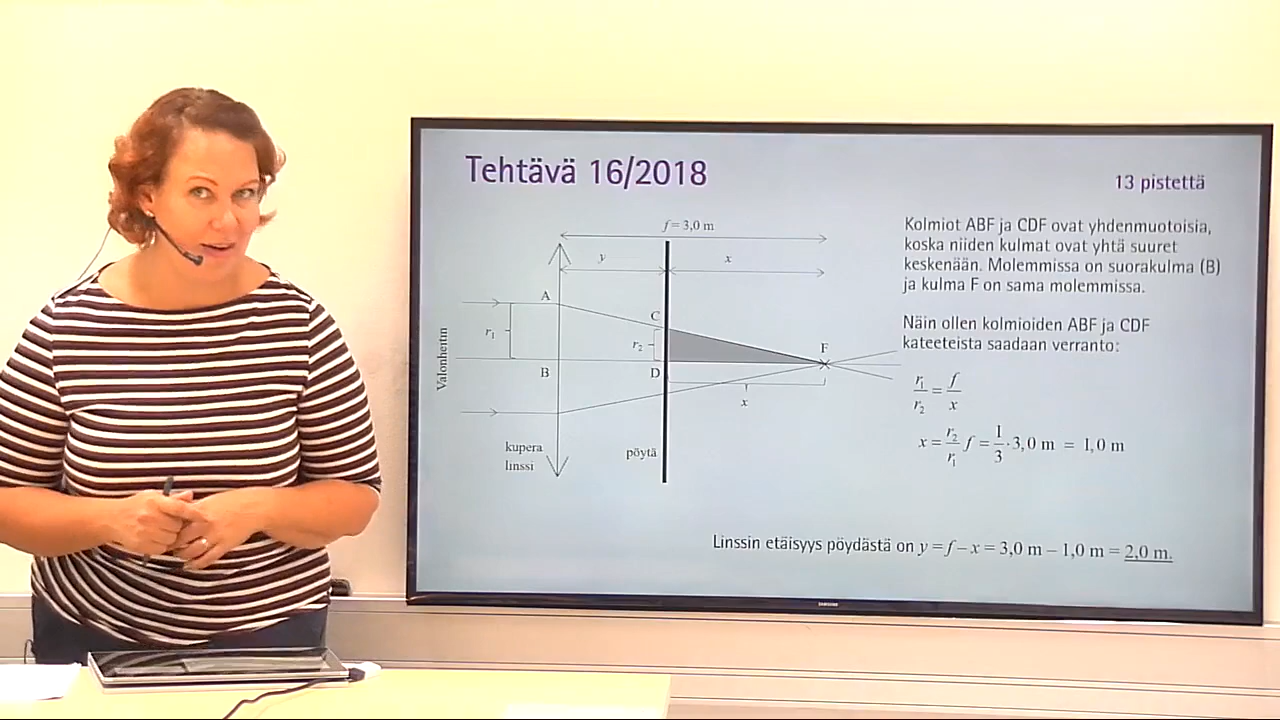 Tehtävä 16/2018
13 pistettä
f = 3,0 m
y
x
A
r₁
B
C
r₂
D
F
x
Valonheitin
kupera
linssi
pöytä
Kolmiot ABF ja CDF ovat yhdenmuotoisia,
koska niiden kulmat ovat yhtä suuret
keskenään. Molemmissa on suorakulma (B)
ja kulma F on sama molemmissa.
Näin ollen kolmioiden ABF ja CDF
kateeteista saadaan verranto:
r₁/r₂ = f/x
x = r₂/r₁ f = 1/3 · 3,0 m = 1,0 m
Linssin etäisyys pöydästä on y = f – x = 3,0 m – 1,0 m = 2,0 m.
SAMSUNG